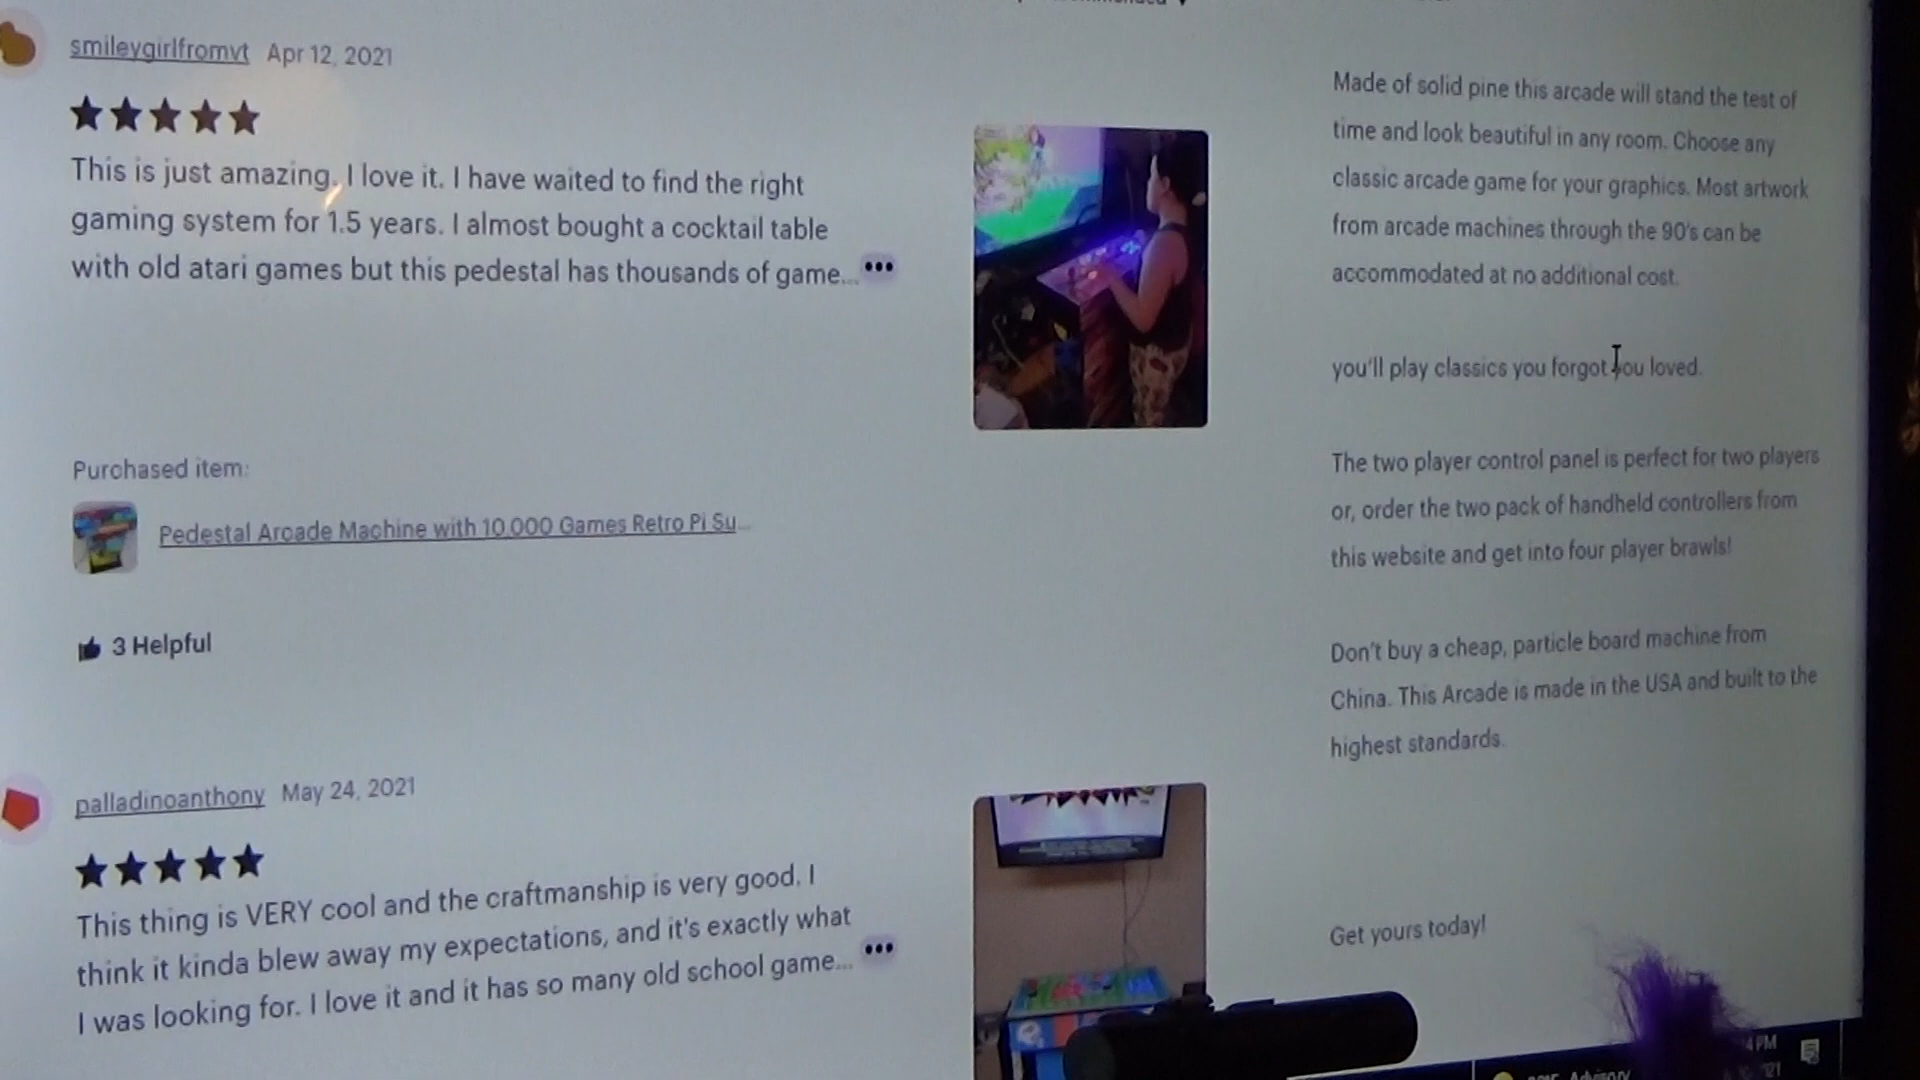 smileygirlfromvt Apr 12, 2021
This is just amazing. I love it. I have waited to find the right
gaming system for 1.5 years. I almost bought a cocktail table
with old atari games but this pedestal has thousands of game...
Purchased item:
Pedestal Arcade Machine with 10,000 Games Retro Pi Su...
3 Helpful
palladinoanthony May 24, 2021
This thing is VERY cool and the craftmanship is very good. I
think it kinda blew away my expectations, and it's exactly what
I was looking for. I love it and it has so many old school game...
Made of solid pine this arcade will stand the test of
time and look beautiful in any room. Choose any
classic arcade game for your graphics. Most artwork
from arcade machines through the 90's can be
accommodated at no additional cost.
you'll play classics you forgot you loved.
The two player control panel is perfect for two players
or, order the two pack of handheld controllers from
this website and get into four player brawls!
Don't buy a cheap, particle board machine from
China. This Arcade is made in the USA and built to the
highest standards.
Get yours today!
4 PM
Advisory